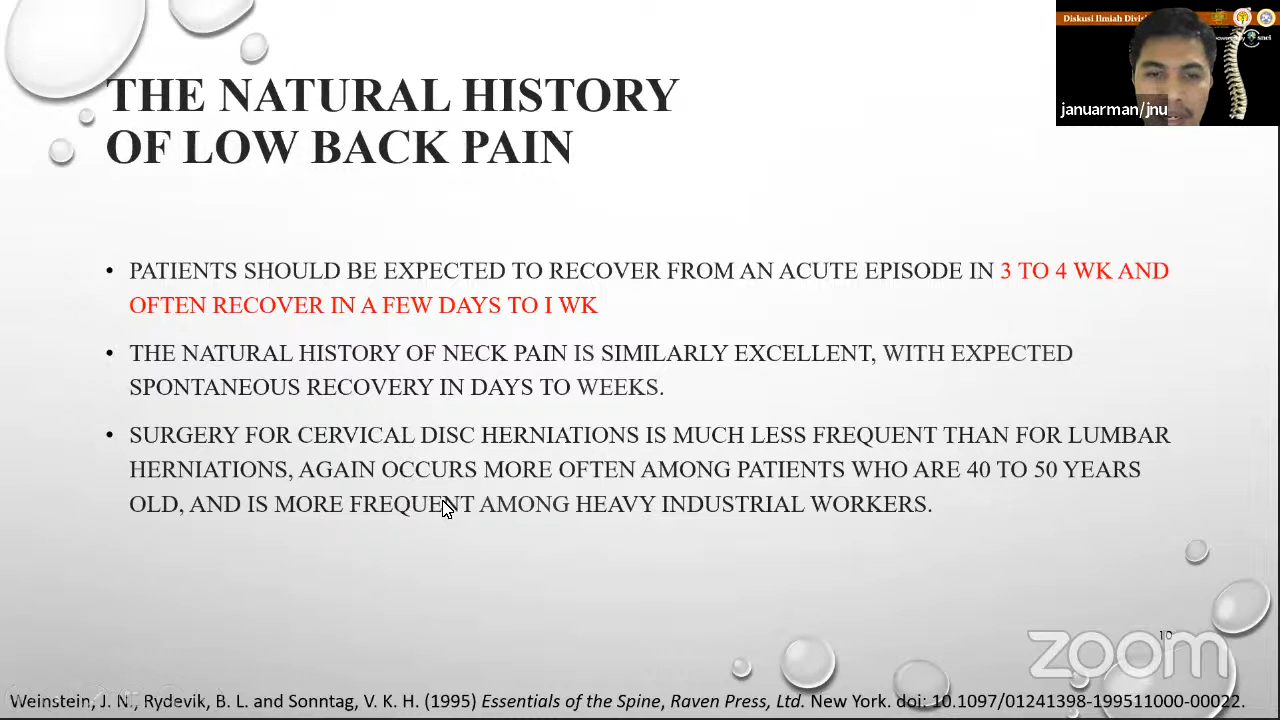 Diskusi Ilmiah Divisi
januarman/jnu
THE NATURAL HISTORY
OF LOW BACK PAIN
• PATIENTS SHOULD BE EXPECTED TO RECOVER FROM AN ACUTE EPISODE IN 3 TO 4 WK AND
OFTEN RECOVER IN A FEW DAYS TO I WK
• THE NATURAL HISTORY OF NECK PAIN IS SIMILARLY EXCELLENT, WITH EXPECTED
SPONTANEOUS RECOVERY IN DAYS TO WEEKS.
• SURGERY FOR CERVICAL DISC HERNIATIONS IS MUCH LESS FREQUENT THAN FOR LUMBAR
HERNIATIONS, AGAIN OCCURS MORE OFTEN AMONG PATIENTS WHO ARE 40 TO 50 YEARS
OLD, AND IS MORE FREQUENT AMONG HEAVY INDUSTRIAL WORKERS.
10
zoom
Weinstein, J. N., Rydevik, B. L. and Sonntag, V. K. H. (1995) Essentials of the Spine, Raven Press, Ltd. New York. doi: 10.1097/01241398-199511000-00022.